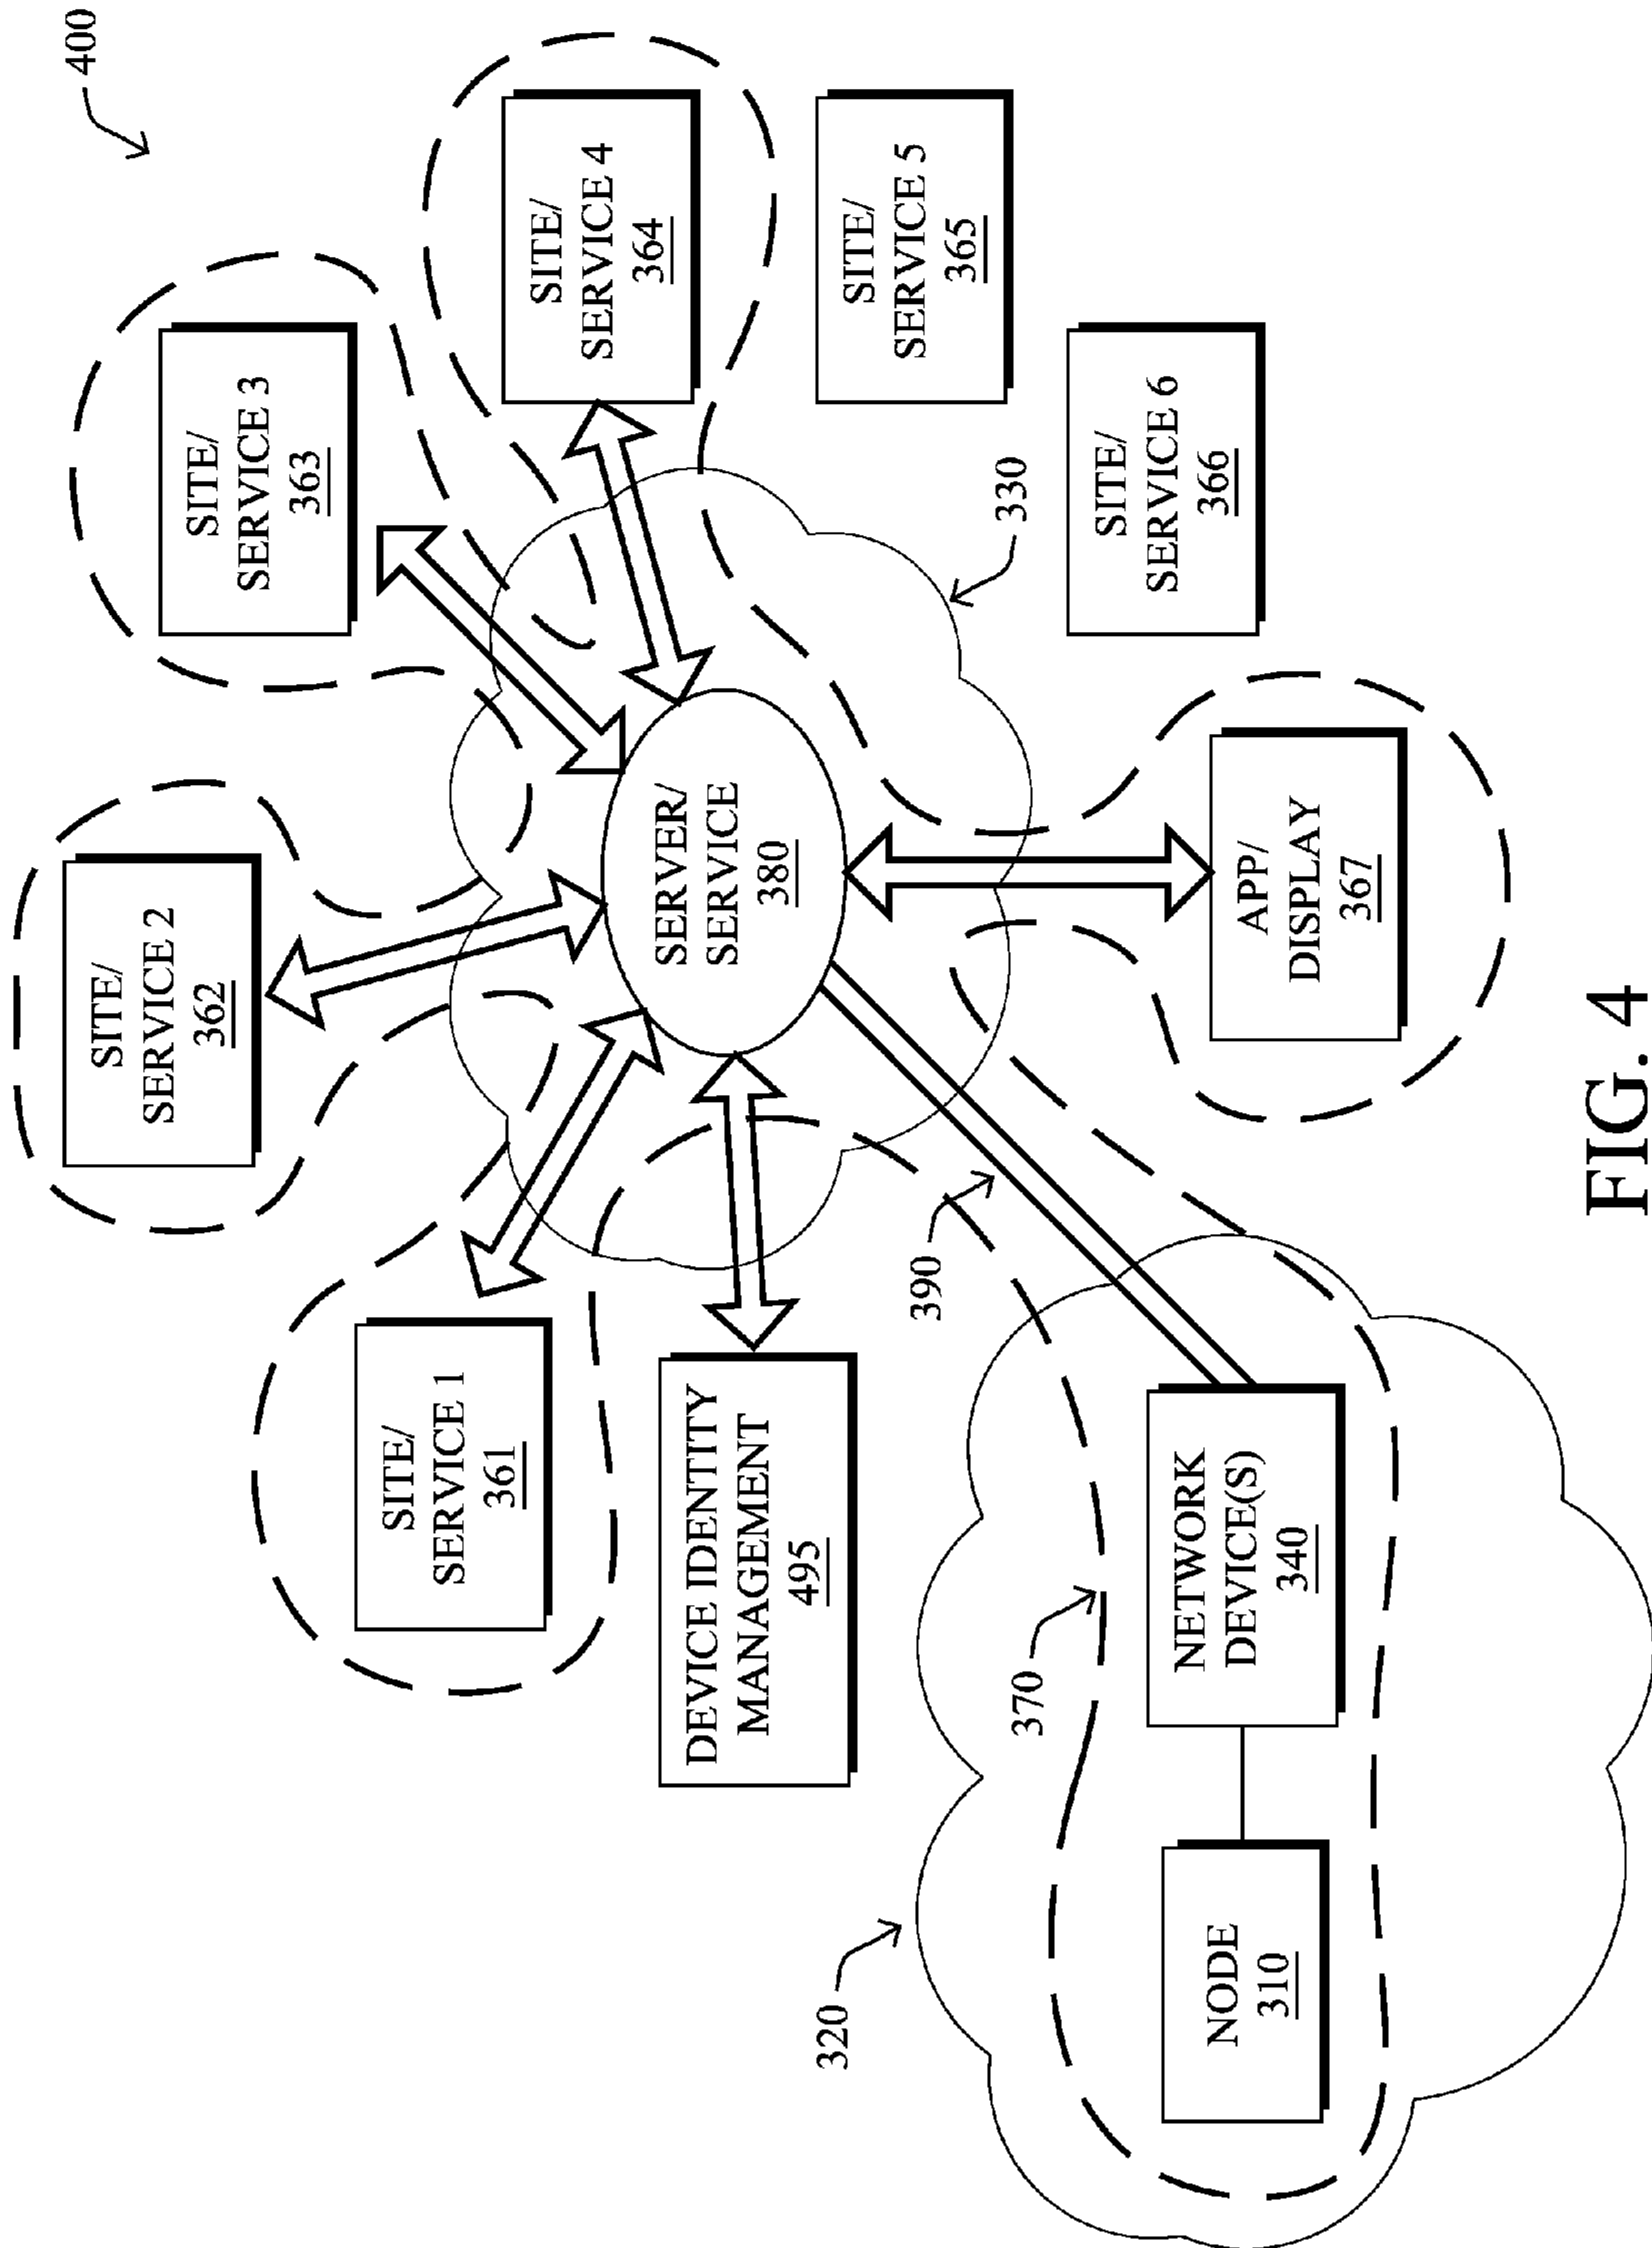 400
SITE/
SERVICE 1
361
SITE/
SERVICE 2
362
SITE/
SERVICE 3
363
SITE/
SERVICE 4
364
SITE/
SERVICE 5
365
SITE/
SERVICE 6
366
DEVICE IDENTITY
MANAGEMENT
495
SERVER/
SERVICE
380
330
320
390
370
NODE
310
NETWORK
DEVICE(S)
340
APP/
DISPLAY
367
FIG. 4